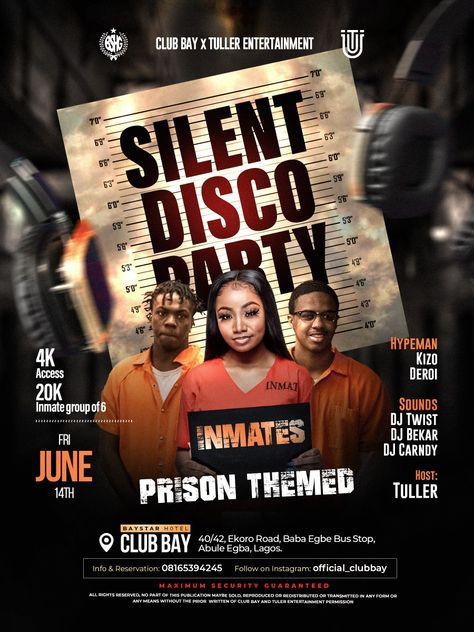 BSHG
CLUB BAY x TULLER ENTERTAINMENT
SILENT
DISCO
PARTY
4K
Access
20K
Inmate group of 6
FRI
JUNE
14TH
HYPEMAN
KIZO
DEROI
SOUNDS
DJ TWIST
DJ BEKAR
DJ CARNDY
HOST:
TULLER
INMAT
INMATES
PRISON THEMED
BAYSTAR HOTEL
CLUB BAY
40/42, Ekoro Road, Baba Egbe Bus Stop,
Abule Egba, Lagos.
Info & Reservation: 08165394245 Follow on Instagram: official_clubbay
MAXIMUM SECURITY GUARANTEED
ALL RIGHTS RESERVED, NO PART OF THIS PUBLICATION MAYBE SOLD, REPRODUCED OR REDISTRIBUTED OR TRANSMITTED IN ANY FORM OR
ANY MEANS WITHOUT THE PRIOR WRITTEN OF CLUB BAY AND TULER ENTERTAINMENT PERMISSION